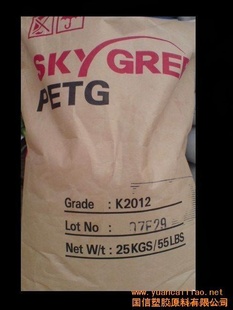 SKYGREE
PETG
Grade : K2012
Lot No : 07F29
Net W/t : 25KGS/55LBS
www.yuancailiao.net
国信塑胶原料有限公司